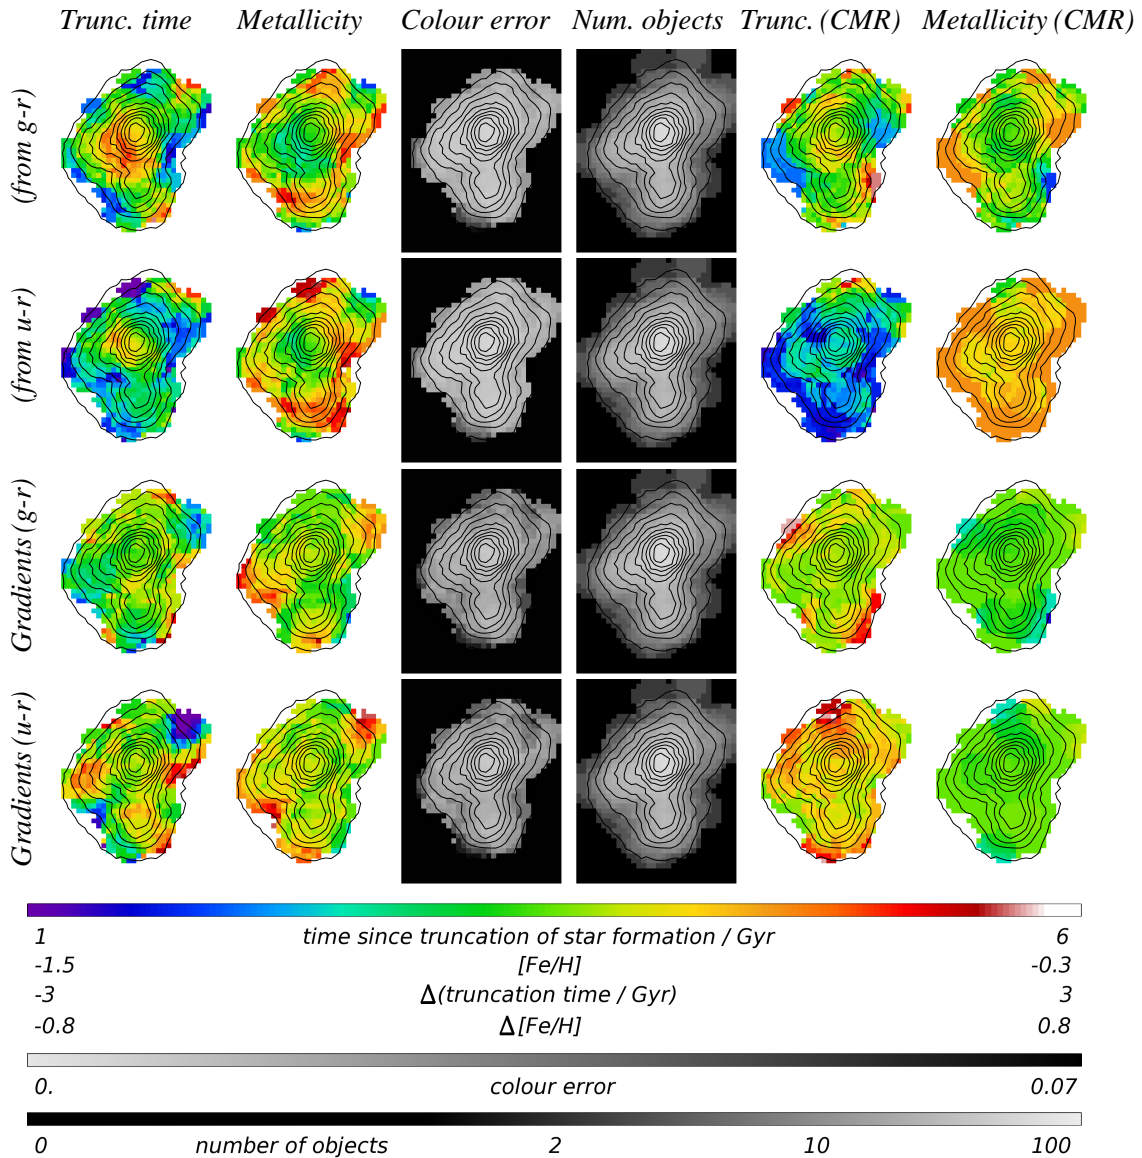 Trunc. time Metallicity Colour error Num. objects Trunc. (CMR) Metallicity (CMR)
(from g-r)
(from u-r)
Gradients (g-r)
Gradients (u-r)
1 time since truncation of star formation / Gyr 6
-1.5 [Fe/H] -0.3
-3 Δ(truncation time / Gyr) 3
-0.8 Δ[Fe/H] 0.8
0. colour error 0.07
0 number of objects 2 10 100